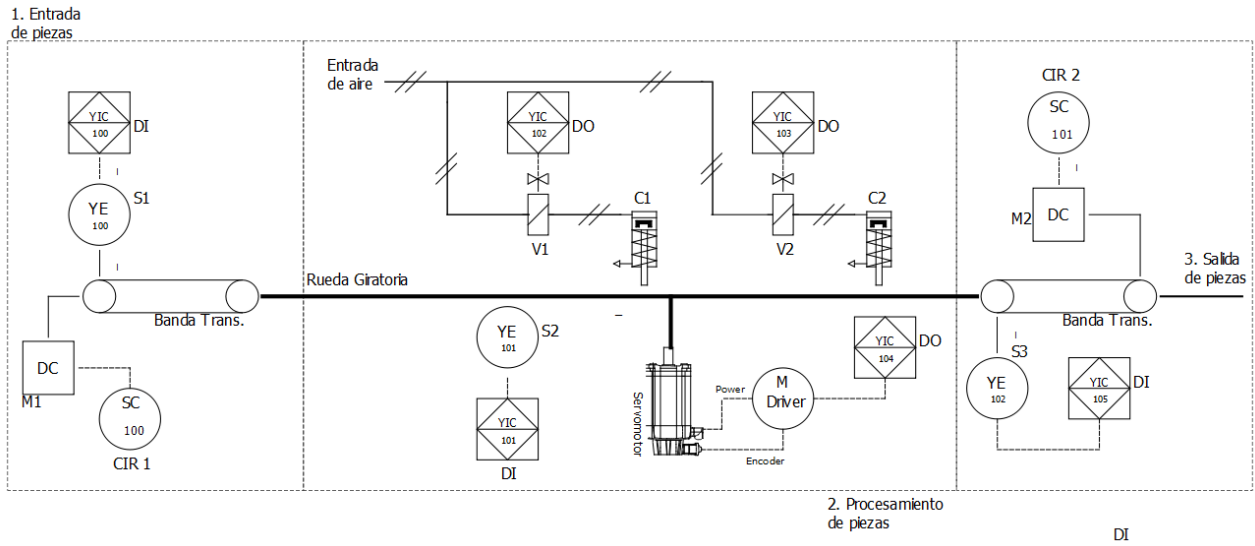 1. Entrada
de piezas
YIC
100
DI
YE
100
S1
Banda Trans.
DC
M1
SC
100
CIR 1
Entrada
de aire
YIC
102
DO
V1
C1
YIC
103
DO
V2
C2
Rueda Giratoria
YE
101
S2
YIC
101
DI
Servomotor
Power
Encoder
M
Driver
YIC
104
DO
2. Procesamiento
de piezas
CIR 2
SC
101
M2
DC
3. Salida
de piezas
Banda Trans.
S3
YE
102
YIC
105
DI
DI